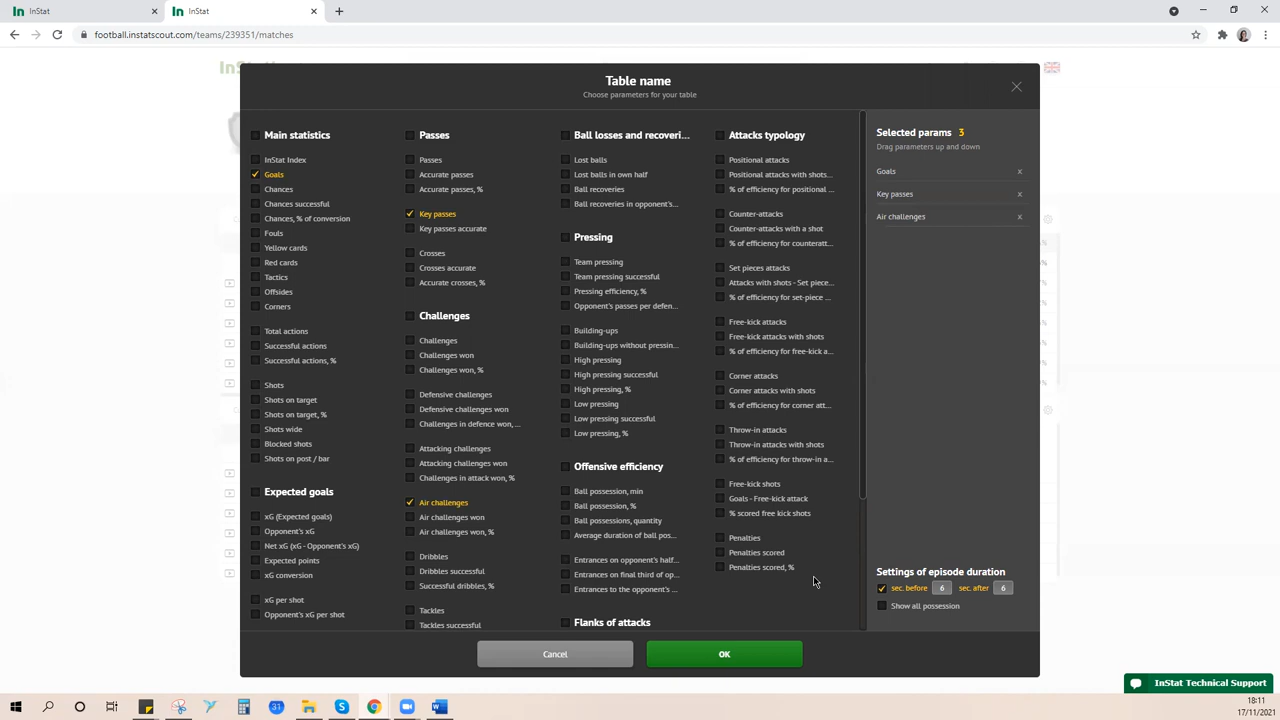 InStat
InStat
football.instatscout.com/teams/239351/matches
Table name
Choose parameters for your table
Main statistics
InStat Index
Goals
Chances
Chances successful
Chances, % of conversion
Fouls
Yellow cards
Red cards
Tactics
Offsides
Corners
Total actions
Successful actions
Successful actions, %
Shots
Shots on target
Shots on target, %
Shots wide
Blocked shots
Shots on post / bar
Expected goals
xG (Expected goals)
Opponent's xG
Net xG (xG - Opponent's xG)
Expected points
xG conversion
xG per shot
Opponent's xG per shot
Passes
Passes
Accurate passes
Accurate passes, %
Key passes
Key passes accurate
Crosses
Crosses accurate
Accurate crosses, %
Challenges
Challenges
Challenges won
Challenges won, %
Defensive challenges
Defensive challenges won
Challenges in defence won, ...
Attacking challenges
Attacking challenges won
Challenges in attack won, %
Air challenges
Air challenges won
Air challenges won, %
Dribbles
Dribbles successful
Successful dribbles, %
Tackles
Tackles successful
Ball losses and recoveri...
Lost balls
Lost balls in own half
Ball recoveries
Ball recoveries in opponent's...
Pressing
Team pressing
Team pressing successful
Pressing efficiency, %
Opponent's passes per defen...
Building-ups
Building-ups without pressin...
High pressing
High pressing successful
High pressing, %
Low pressing
Low pressing successful
Low pressing, %
Offensive efficiency
Ball possession, min
Ball possession, %
Ball possessions, quantity
Average duration of ball pos...
Entrances on opponent's half...
Entrances on final third of op...
Entrances to the opponent's ...
Flanks of attacks
Attacks typology
Positional attacks
Positional attacks with shots...
% of efficiency for positional ...
Counter-attacks
Counter-attacks with a shot
% of efficiency for counteratt...
Set pieces attacks
Attacks with shots - Set piece...
% of efficiency for set-piece ...
Free-kick attacks
Free-kick attacks with shots
% of efficiency for free-kick a...
Corner attacks
Corner attacks with shots
% of efficiency for corner att...
Throw-in attacks
Throw-in attacks with shots
% of efficiency for throw-in a...
Free-kick shots
Goals - Free-kick attack
% scored free kick shots
Penalties
Penalties scored
Penalties scored, %
Selected params 3
Drag parameters up and down
Goals x
Key passes x
Air challenges x
Settings of episode duration
sec. before 6 sec. after 6
Show all possession
Cancel
OK
InStat Technical Support
18:11
17/11/2021